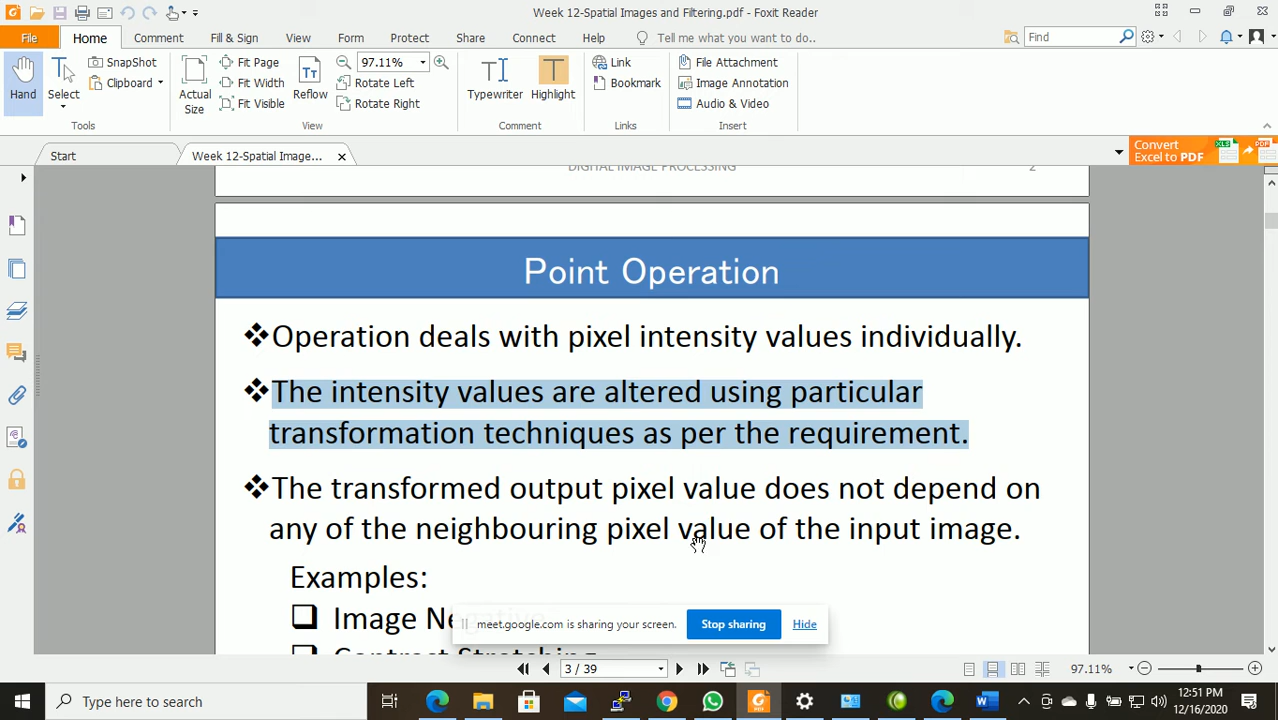 Week 12-Spatial Images and Filtering.pdf - Foxit Reader
File Home Comment Fill & Sign View Form Protect Share Connect Help Tell me what you want to do.. Find
Hand
Select
SnapShot
Clipboard
Tools
Actual
Size
Fit Page
Fit Width
Fit Visible
Reflow
97.11%
Rotate Left
Rotate Right
View
Typewriter
Highlight
Comment
Link
Bookmark
Links
File Attachment
Image Annotation
Audio & Video
Insert
Start
Week 12-Spatial Image...
Convert
Excel to PDF
DIGITAL IMAGE PROCESSING 2
Point Operation
❖Operation deals with pixel intensity values individually.
❖The intensity values are altered using particular
transformation techniques as per the requirement.
❖The transformed output pixel value does not depend on
any of the neighbouring pixel value of the input image.
Examples:
❑ Image Negative
❑ Contrast Stretching
meet.google.com is sharing your screen. Stop sharing Hide
3 / 39
97.11%
Type here to search
12:51 PM
12/16/2020